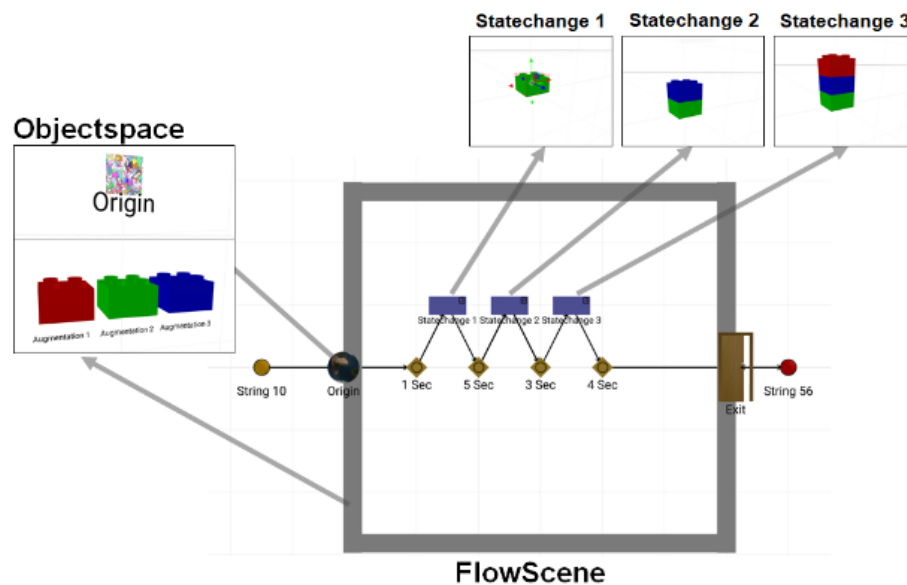 Statechange 1
Statechange 2
Statechange 3
Objectspace
Origin
Augmentation 1
Augmentation 2
Augmentation 3
Statechange 1
Statechange 2
Statechange 3
String 10
Origin
1 Sec
5 Sec
3 Sec
4 Sec
Exit
String 56
FlowScene